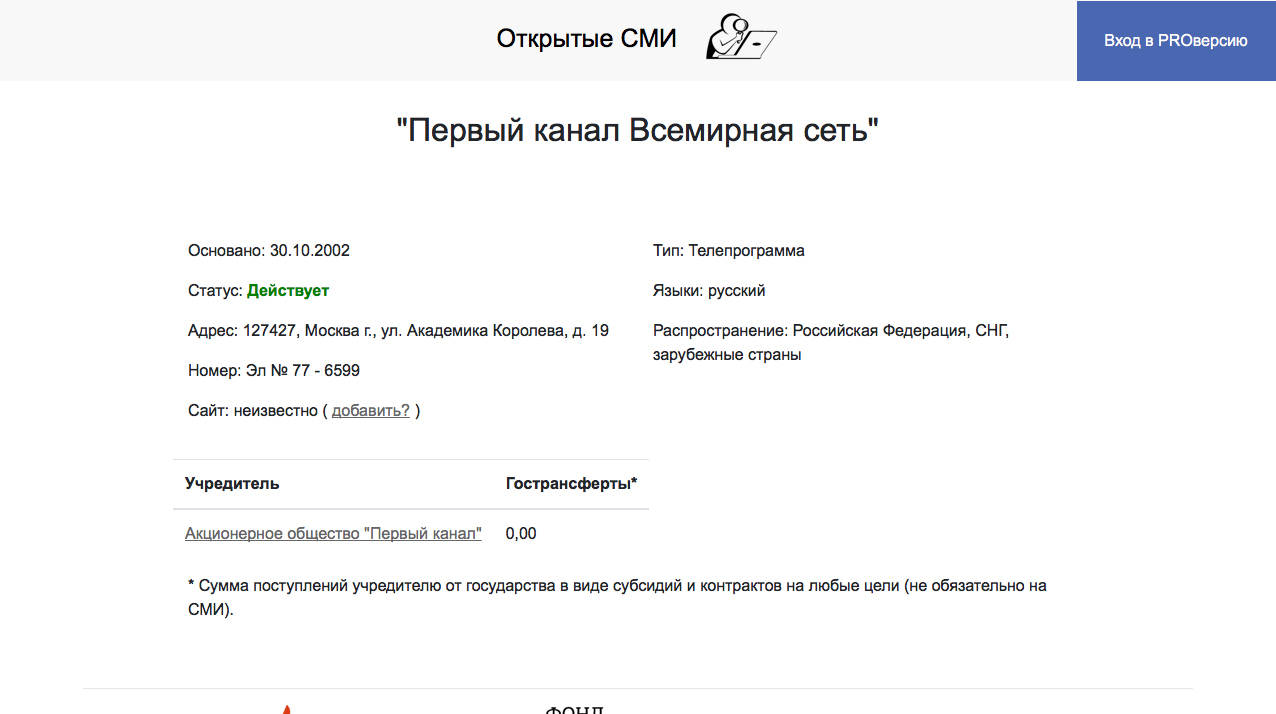 Открытые СМИ
Вход в PROверсию
"Первый канал Всемирная сеть"
Основано: 30.10.2002
Статус: Действует
Адрес: 127427, Москва г., ул. Академика Королева, д. 19
Номер: Эл № 77 - 6599
Сайт: неизвестно ( добавить? )
Тип: Телепрограмма
Языки: русский
Распространение: Российская Федерация, СНГ,
зарубежные страны
Учредитель Гострансферты*
Акционерное общество "Первый канал" 0,00
* Сумма поступлений учредителю от государства в виде субсидий и контрактов на любые цели (не обязательно на
СМИ).
ФОНД